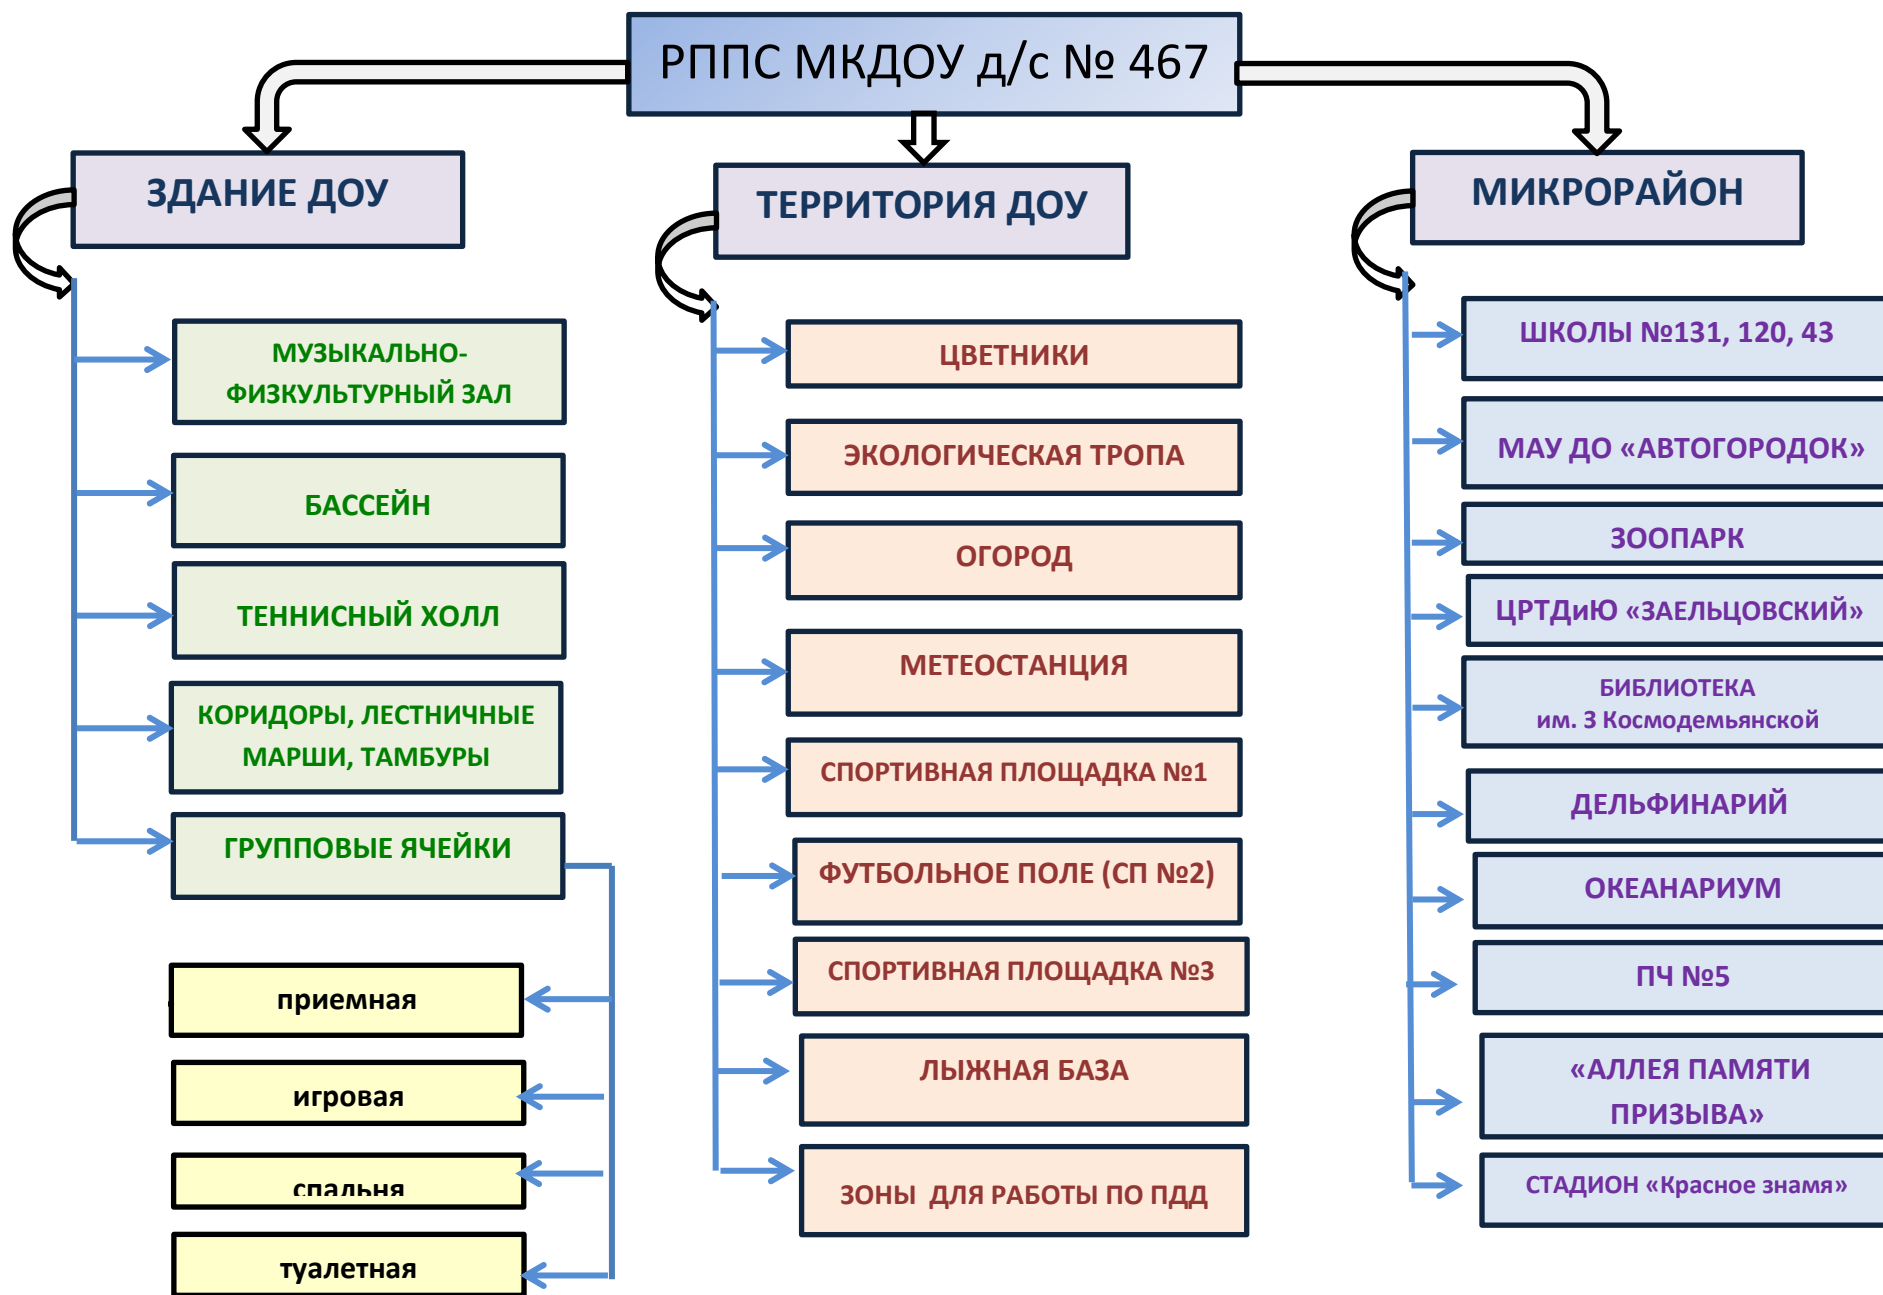 РППС МКДОУ д/с № 467
ЗДАНИЕ ДОУ
МУЗЫКАЛЬНО-
ФИЗКУЛЬТУРНЫЙ ЗАЛ
БАССЕЙН
ТЕННИСНЫЙ ХОЛЛ
КОРИДОРЫ, ЛЕСТНИЧНЫЕ
МАРШИ, ТАМБУРЫ
ГРУППОВЫЕ ЯЧЕЙКИ
приемная
игровая
спальня
туалетная
ТЕРРИТОРИЯ ДОУ
ЦВЕТНИКИ
ЭКОЛОГИЧЕСКАЯ ТРОПА
ОГОРОД
МЕТЕОСТАНЦИЯ
СПОРТИВНАЯ ПЛОЩАДКА №1
ФУТБОЛЬНОЕ ПОЛЕ (СП №2)
СПОРТИВНАЯ ПЛОЩАДКА №3
ЛЫЖНАЯ БАЗА
ЗОНЫ ДЛЯ РАБОТЫ ПО ПДД
МИКРОРАЙОН
ШКОЛЫ №131, 120, 43
МАУ ДО «АВТОГОРОДОК»
ЗООПАРК
ЦРТДиЮ «ЗАЕЛЬЦОВСКИЙ»
БИБЛИОТЕКА
им. З Космодемьянской
ДЕЛЬФИНАРИЙ
ОКЕАНАРИУМ
ПЧ №5
«АЛЛЕЯ ПАМЯТИ
ПРИЗЫВА»
СТАДИОН «Красное знамя»